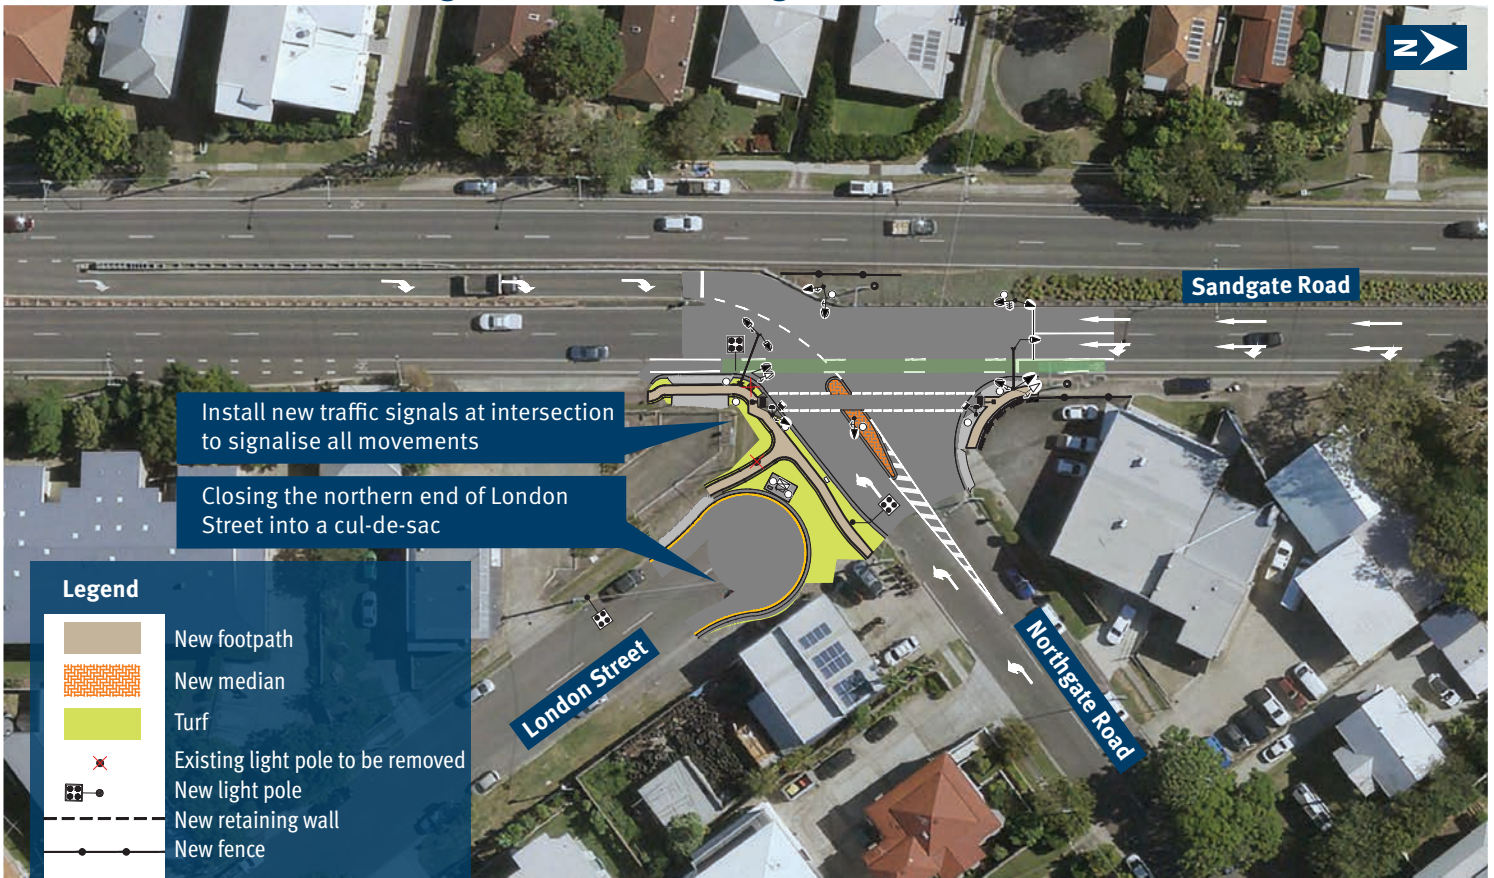 N
Sandgate Road
Install new traffic signals at intersection
to signalise all movements
Closing the northern end of London
Street into a cul-de-sac
London Street
Northgate Road
Legend
New footpath
New median
Turf
Existing light pole to be removed
New light pole
New retaining wall
New fence